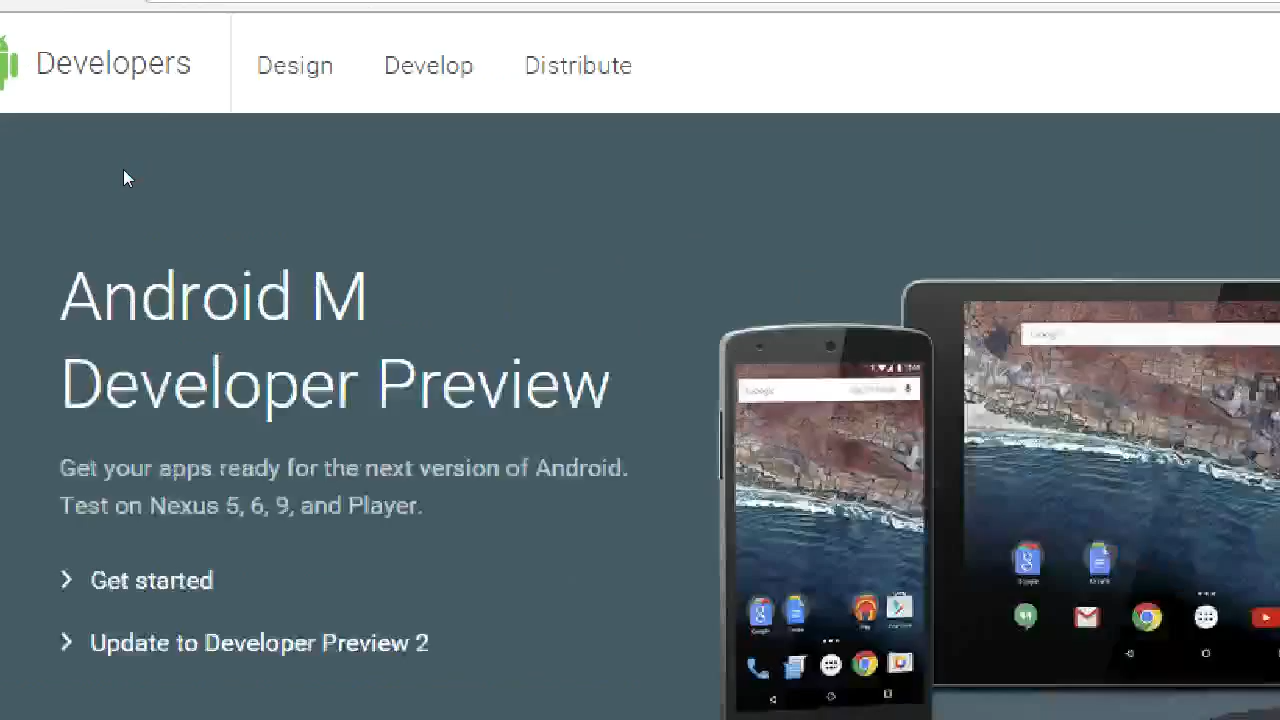 Developers
Design
Develop
Distribute
Android M
Developer Preview
Get your apps ready for the next version of Android.
Test on Nexus 5, 6, 9, and Player.
Get started
Update to Developer Preview 2